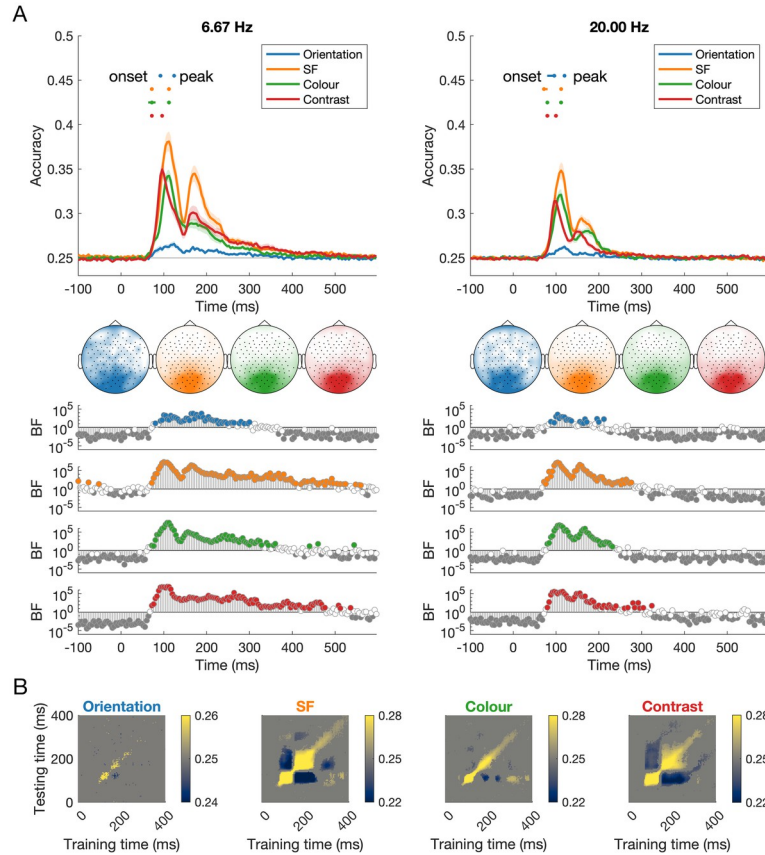 A
6.67 Hz
20.00 Hz
0.5
0.45
0.4
0.35
0.3
0.25
Accuracy
onset
peak
Orientation
SF
Colour
Contrast
-100 0 100 200 300 400 500
Time (ms)
0.5
0.45
0.4
0.35
0.3
0.25
Accuracy
onset
peak
Orientation
SF
Colour
Contrast
-100 0 100 200 300 400 500
Time (ms)
BF
10^5
10^0
10^-5
BF
10^5
10^0
10^-5
BF
10^5
10^0
10^-5
BF
10^5
10^0
10^-5
-100 0 100 200 300 400 500
Time (ms)
BF
10^5
10^0
10^-5
BF
10^5
10^0
10^-5
BF
10^5
10^0
10^-5
BF
10^5
10^0
10^-5
-100 0 100 200 300 400 500
Time (ms)
B
Orientation
SF
Colour
Contrast
Testing time (ms)
400
200
0
0 200 400
0.26
0.25
0.24
Training time (ms)
0 200 400
0.28
0.25
0.22
Training time (ms)
0 200 400
0.28
0.25
0.22
Training time (ms)
0 200 400
0.28
0.25
0.22
Training time (ms)